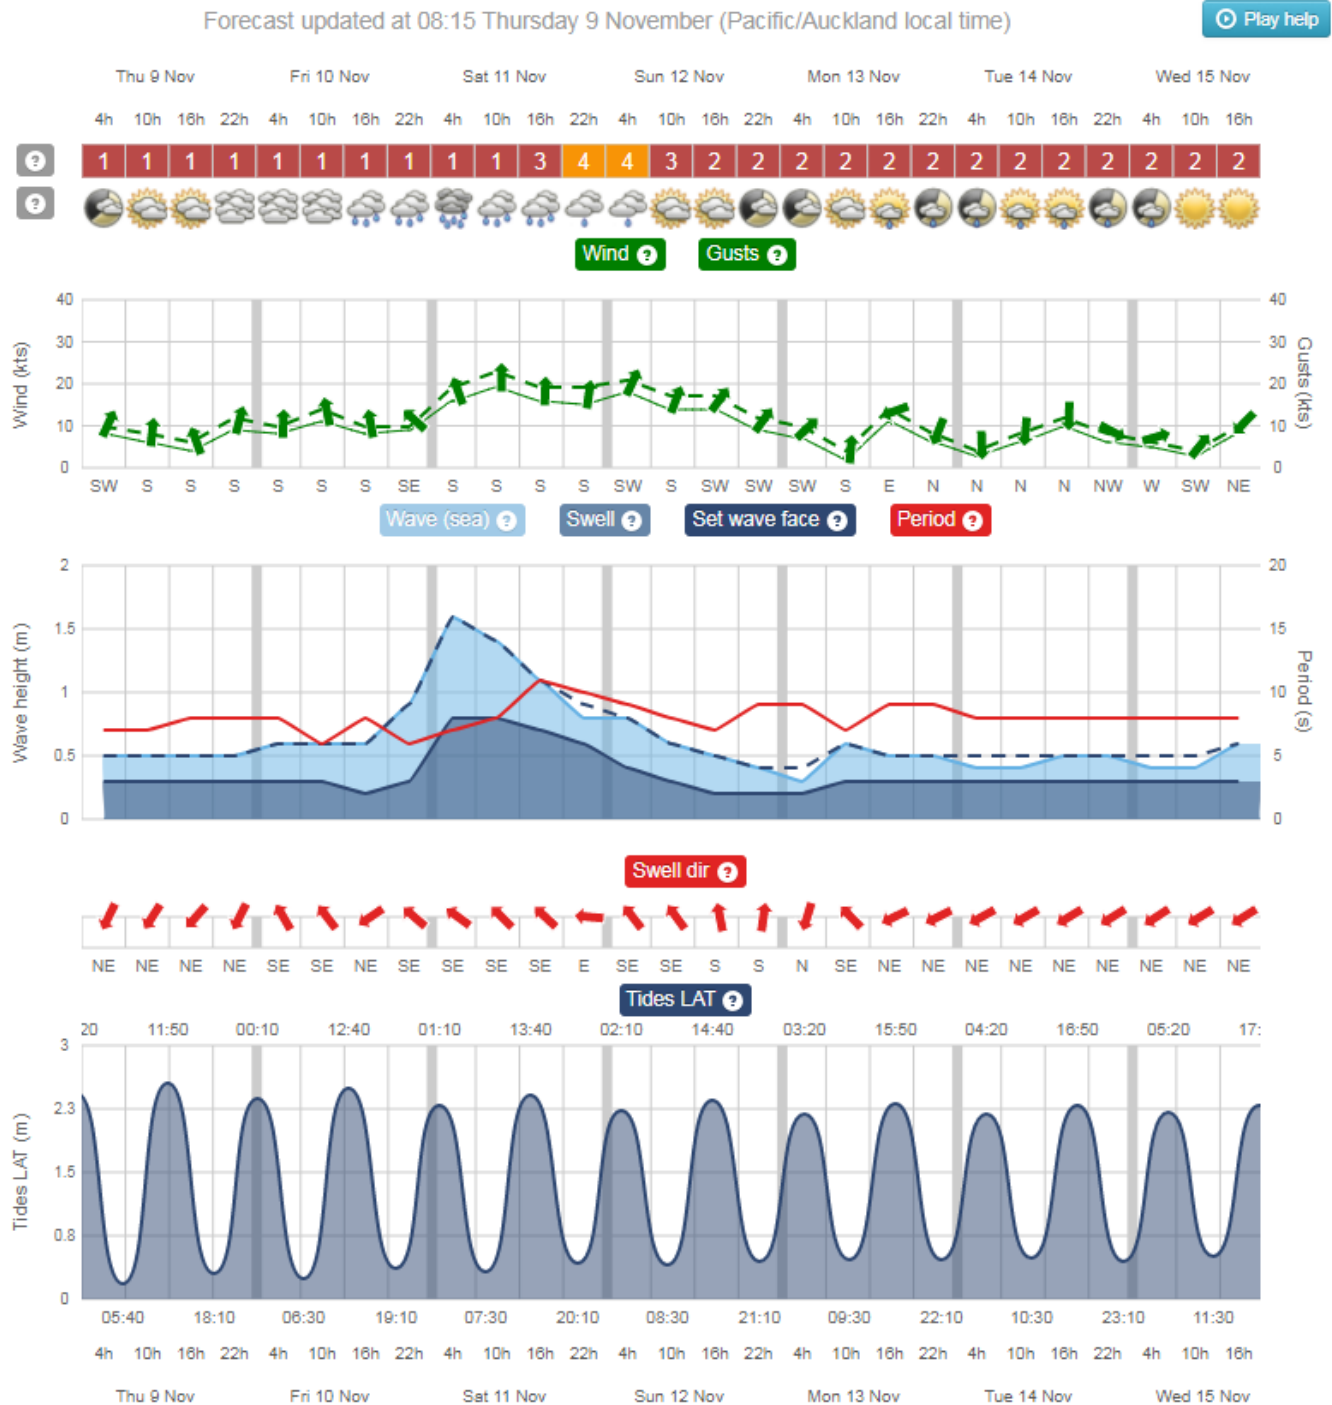 Forecast updated at 08:15 Thursday 9 November (Pacific/Auckland local time)
Play help
Thu 9 Nov Fri 10 Nov Sat 11 Nov Sun 12 Nov Mon 13 Nov Tue 14 Nov Wed 15 Nov
4h 10h 16h 22h 4h 10h 16h 22h 4h 10h 16h 22h 4h 10h 16h 22h 4h 10h 16h 22h 4h 10h 16h 22h 4h 10h 16h
? 1 1 1 1 1 1 1 1 1 1 3 4 4 3 2 2 2 2 2 2 2 2 2 2 2 2 2
?
Wind ? Gusts ?
40 40
30 30
20 20
10 10
0 0
Wind (kts)
Gusts (kts)
SW S S S S S S SE S S S S SW S SW SW SW S E N N N N NW W SW NE
Wave (sea) ? Swell ? Set wave face ? Period ?
2 20
1.5 15
1 10
0.5 5
0 0
Wave height (m)
Period (s)
Swell dir ?
NE NE NE NE SE SE NE SE SE SE SE E SE SE S S N SE NE NE NE NE NE NE NE NE NE
Tides LAT ?
20 11:50 00:10 12:40 01:10 13:40 02:10 14:40 03:20 15:50 04:20 16:50 05:20 17:
3
2.3
1.5
0.8
0
Tides LAT (m)
05:40 18:10 06:30 19:10 07:30 20:10 08:30 21:10 09:30 22:10 10:30 23:10 11:30
4h 10h 16h 22h 4h 10h 16h 22h 4h 10h 16h 22h 4h 10h 16h 22h 4h 10h 16h 22h 4h 10h 16h 22h 4h 10h 16h
Thu 9 Nov Fri 10 Nov Sat 11 Nov Sun 12 Nov Mon 13 Nov Tue 14 Nov Wed 15 Nov